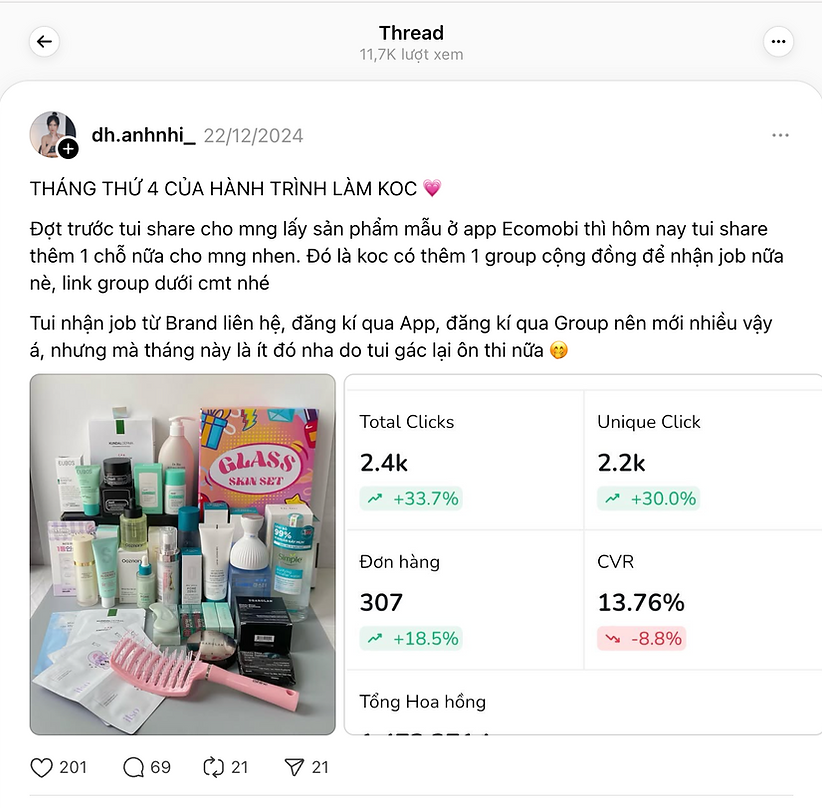 Thread
11,7K lượt xem
dh.anhnhi_ 22/12/2024
THÁNG THỨ 4 CỦA HÀNH TRÌNH LÀM KOC 💗
Đợt trước tui share cho mng lấy sản phẩm mẫu ở app Ecomobi thì hôm nay tui share
thêm 1 chỗ nữa cho mng nhen. Đó là koc có thêm 1 group cộng đồng để nhận job nữa
nè, link group dưới cmt nhé
Tui nhận job từ Brand liên hệ, đăng kí qua App, đăng kí qua Group nên mới nhiều vậy
á, nhưng mà tháng này là ít đó nha do tui gác lại ôn thi nữa 🤭
GLASS
SKIN SET
99%
Simple
Total Clicks
2.4k
+33.7%
Unique Click
2.2k
+30.0%
Đơn hàng
307
+18.5%
CVR
13.76%
-8.8%
Tổng Hoa hồng
201
69
21
21